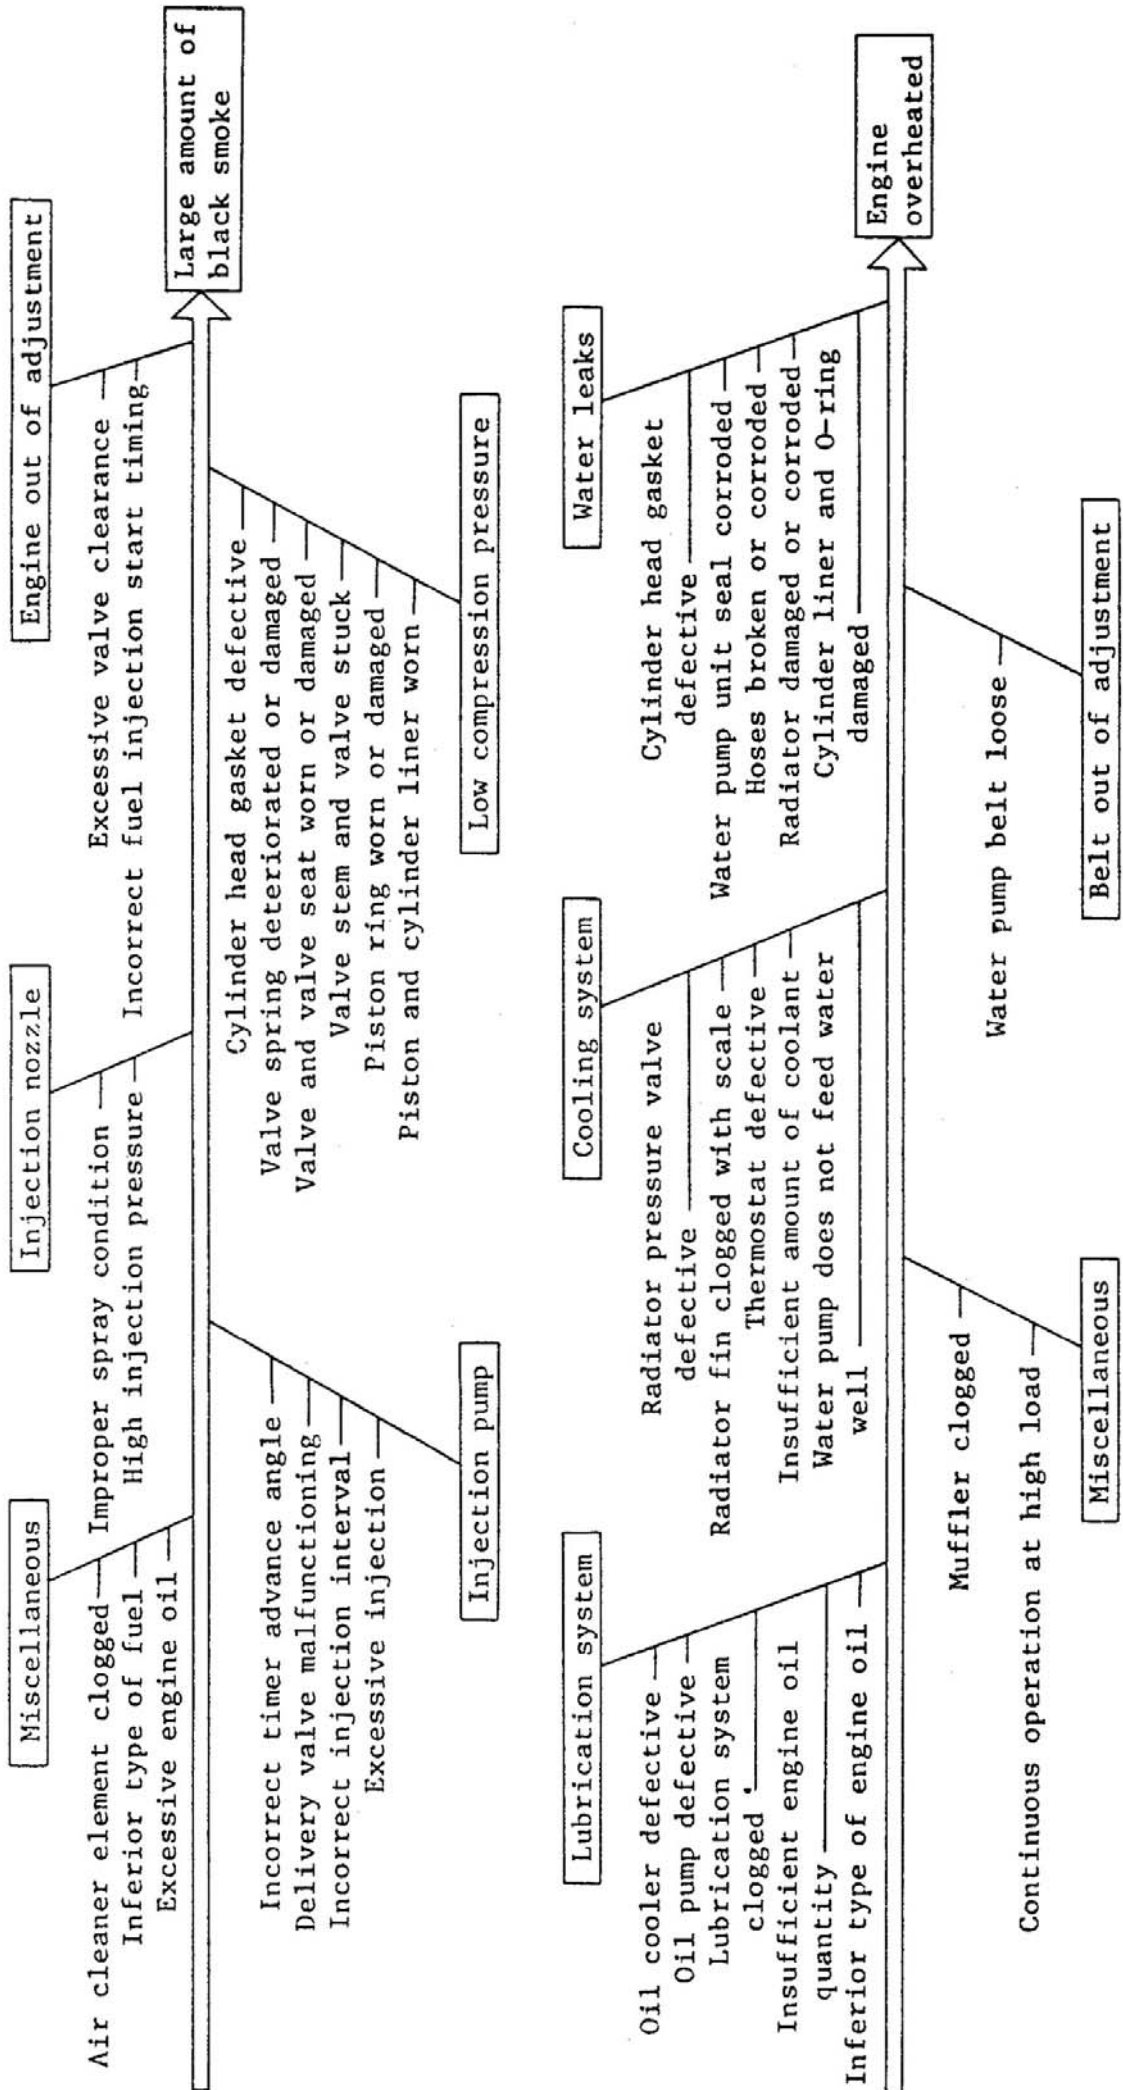 Miscellaneous
Air cleaner element clogged
Inferior type of fuel
Excessive engine oil
Injection nozzle
Improper spray condition
High injection pressure
Engine out of adjustment
Excessive valve clearance
Incorrect fuel injection start timing
Large amount of
black smoke
Incorrect timer advance angle
Delivery valve malfunctioning
Incorrect injection interval
Excessive injection
Injection pump
Cylinder head gasket defective
Valve spring deteriorated or damaged
Valve and valve seat worn or damaged
Valve stem and valve stuck
Piston ring worn or damaged
Piston and cylinder liner worn
Low compression pressure
Lubrication system
Oil cooler defective
Oil pump defective
Lubrication system
clogged
Insufficient engine oil
quantity
Inferior type of engine oil
Cooling system
Radiator pressure valve
defective
Radiator fin clogged with scale
Thermostat defective
Insufficient amount of coolant
Water pump does not feed water
well
Water leaks
Cylinder head gasket
defective
Water pump unit seal corroded
Hoses broken or corroded
Radiator damaged or corroded
Cylinder liner and O-ring
damaged
Engine
overheated
Muffler clogged
Continuous operation at high load
Miscellaneous
Water pump belt loose
Belt out of adjustment